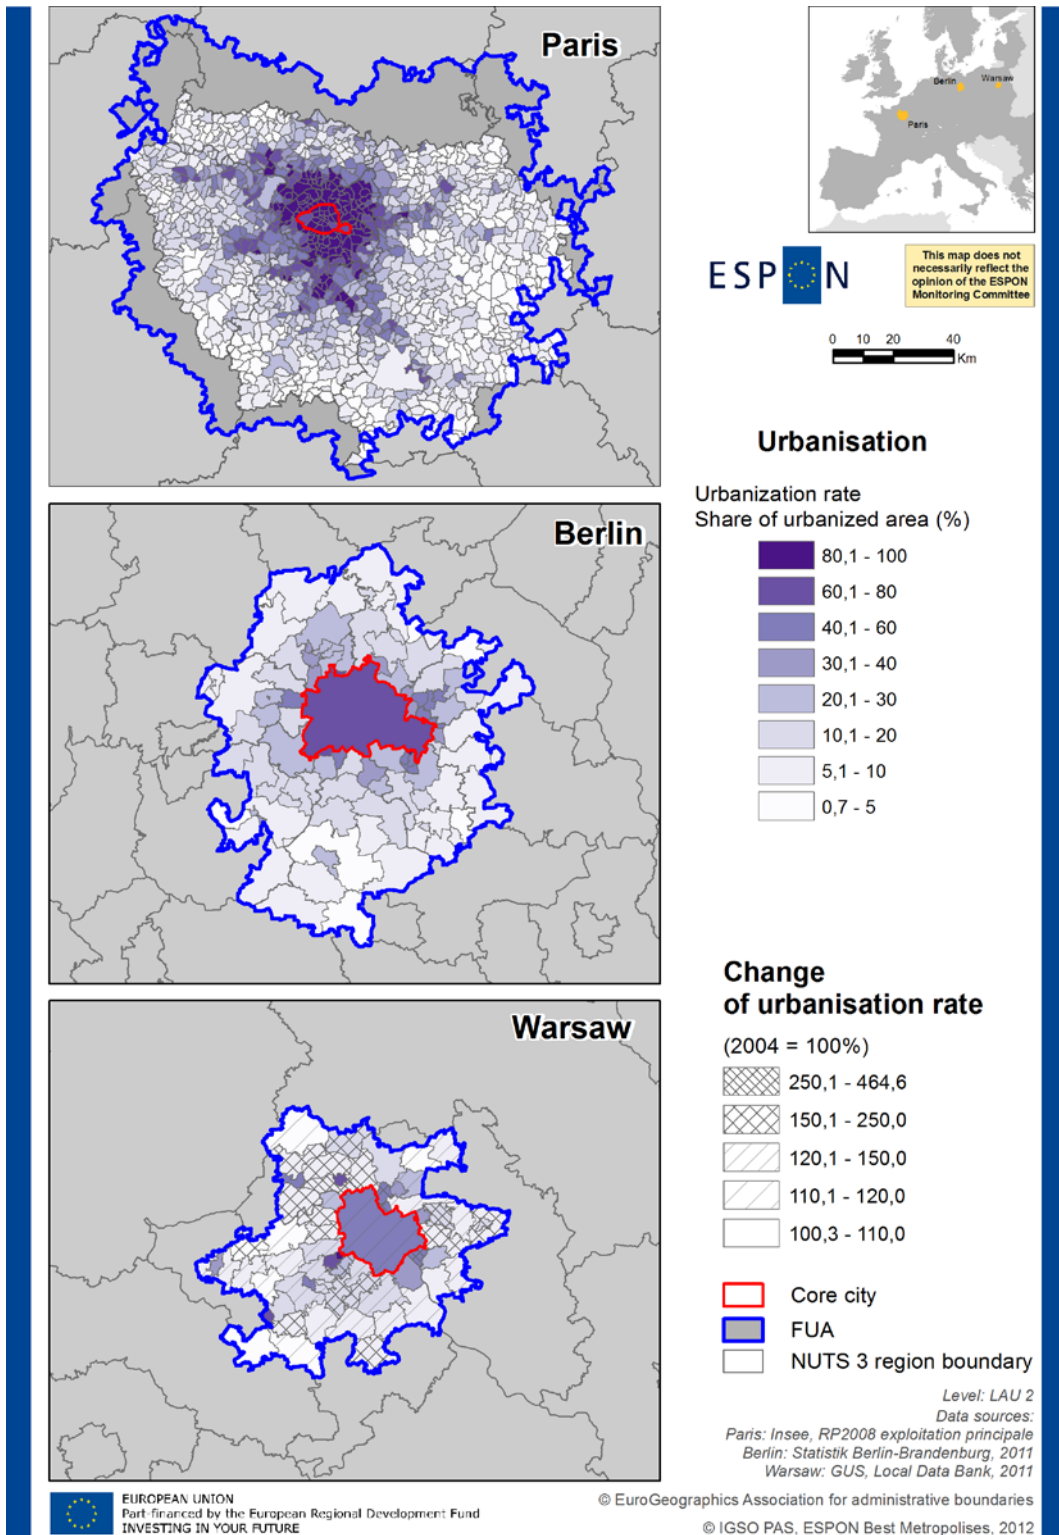 Paris
Berlin
Warsaw
Paris
ESPON
This map does not
necessarily reflect the
opinion of the ESPON
Monitoring Committee
0 10 20 40
Km
Urbanisation
Urbanization rate
Share of urbanized area (%)
80,1 - 100
60,1 - 80
40,1 - 60
30,1 - 40
20,1 - 30
10,1 - 20
5,1 - 10
0,7 - 5
Berlin
Change
of urbanisation rate
(2004 = 100%)
250,1 - 464,6
150,1 - 250,0
120,1 - 150,0
110,1 - 120,0
100,3 - 110,0
Warsaw
Core city
FUA
NUTS 3 region boundary
Level: LAU 2
Data sources:
Paris: Insee, RP2008 exploitation principale
Berlin: Statistik Berlin-Brandenburg, 2011
Warsaw: GUS, Local Data Bank, 2011
EUROPEAN UNION
Part-financed by the European Regional Development Fund
INVESTING IN YOUR FUTURE
© EuroGeographics Association for administrative boundaries
© IGSO PAS, ESPON Best Metropolises, 2012